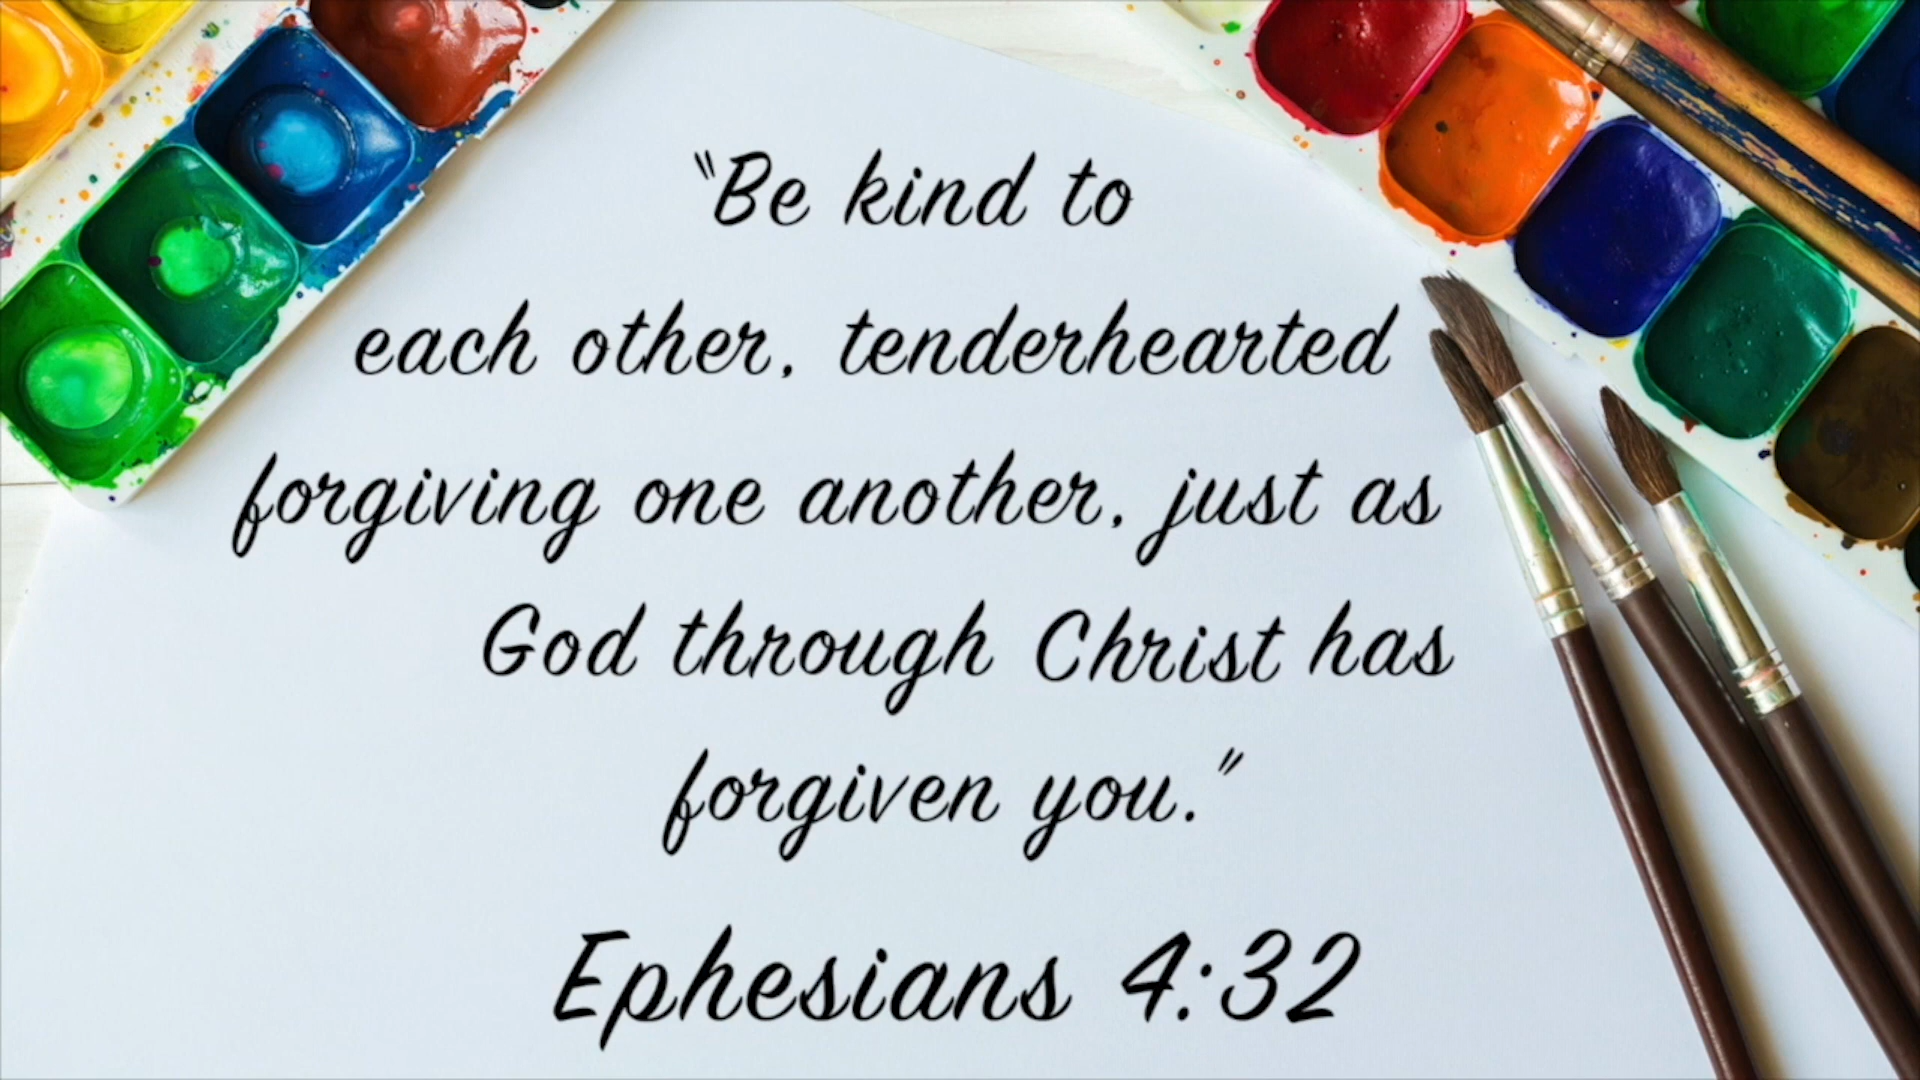 "Be kind to
each other, tenderhearted
forgiving one another, just as
God through Christ has
forgiven you."
Ephesians 4:32